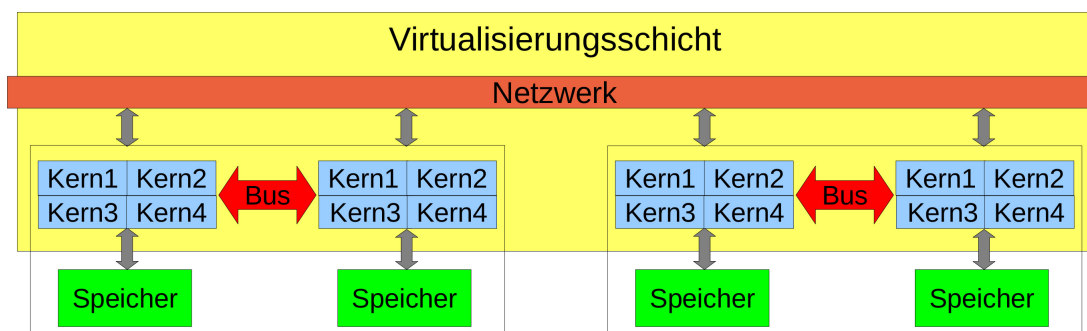 Virtualisierungsschicht
Netzwerk
Kern1 Kern2 Kern1 Kern2 Kern1 Kern2 Kern1 Kern2
Bus Bus
Kern3 Kern4 Kern3 Kern4 Kern3 Kern4 Kern3 Kern4
Speicher Speicher Speicher Speicher